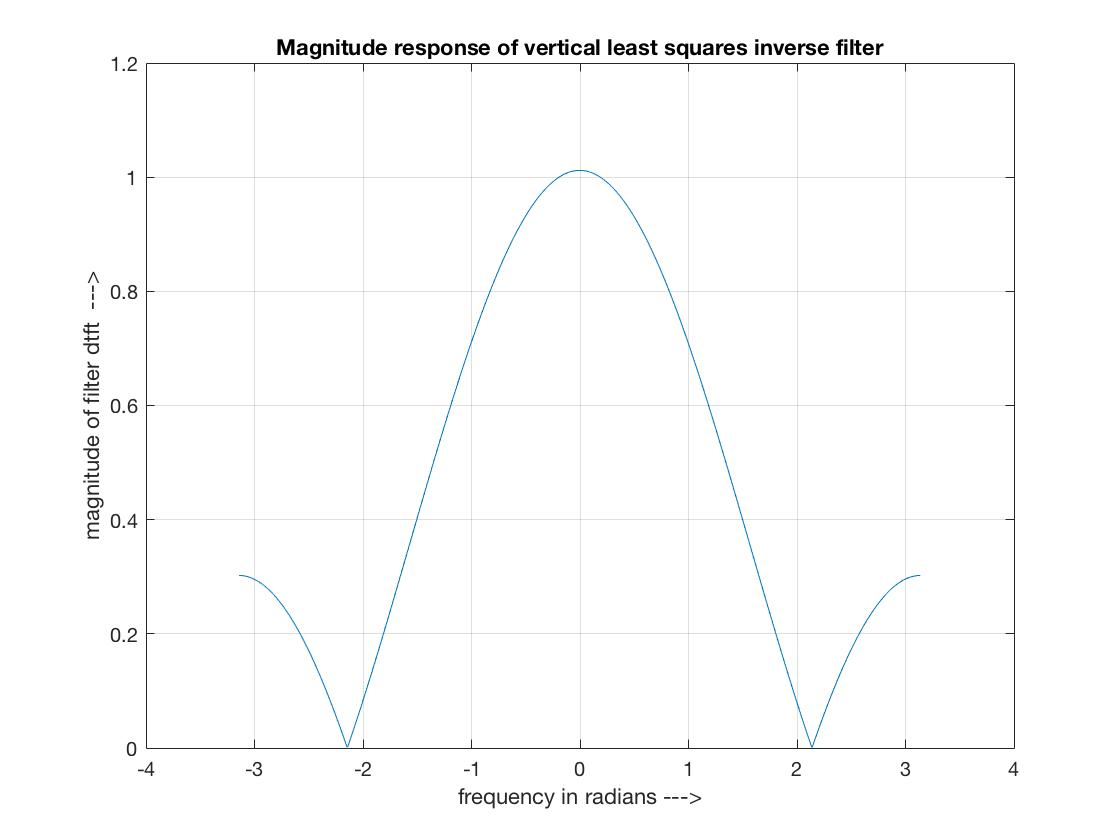 Magnitude response of vertical least squares inverse filter
magnitude of filter dtft --->
1.2
1
0.8
0.6
0.4
0.2
0
-4 -3 -2 -1 0 1 2 3 4
frequency in radians --->